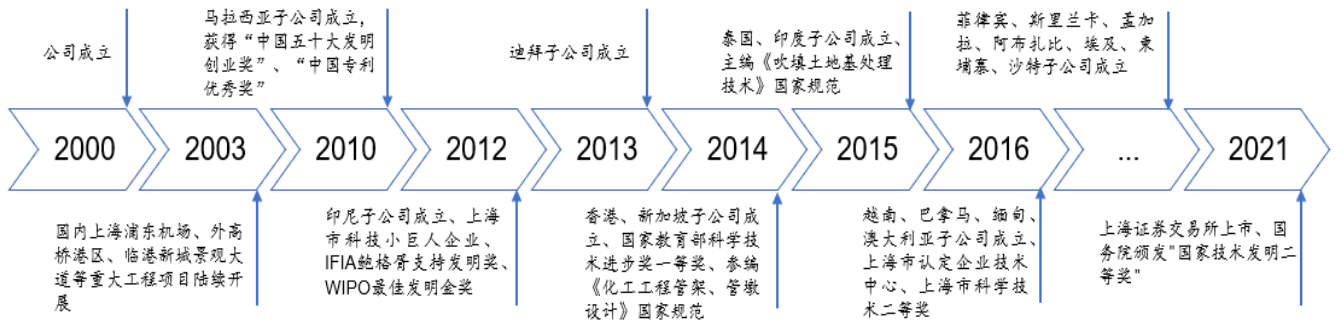 公司成立
马拉西亚子公司成立,
获得“中国五十大发明
创业奖”、“中国专利
优秀奖”
迪拜子公司成立
泰国、印度子公司成立、
主编《吹填土地基处理
技术》国家规范
菲律宾、斯里兰卡、孟加
拉、阿布扎比、埃及、柬
埔寨、沙特子公司成立
2000
2003
2010
2012
2013
2014
2015
2016
...
2021
国内上海浦东机场、外高
桥港区、临港新城景观大
道等重大工程项目陆续开
展
印尼子公司成立、上海
市科技小巨人企业、
IFIA鲍格胥支持发明奖、
WIPO最佳发明金奖
香港、新加坡子公司成
立、国家教育部科学技
术进步奖一等奖、参编
《化工工程管架、管墩
设计》国家规范
越南、巴拿马、缅甸、
澳大利亚子公司成立、
上海市认定企业技术
中心、上海市科学技
术二等奖
上海证券交易所上市、国
务院颁发"国家技术发明二
等奖"